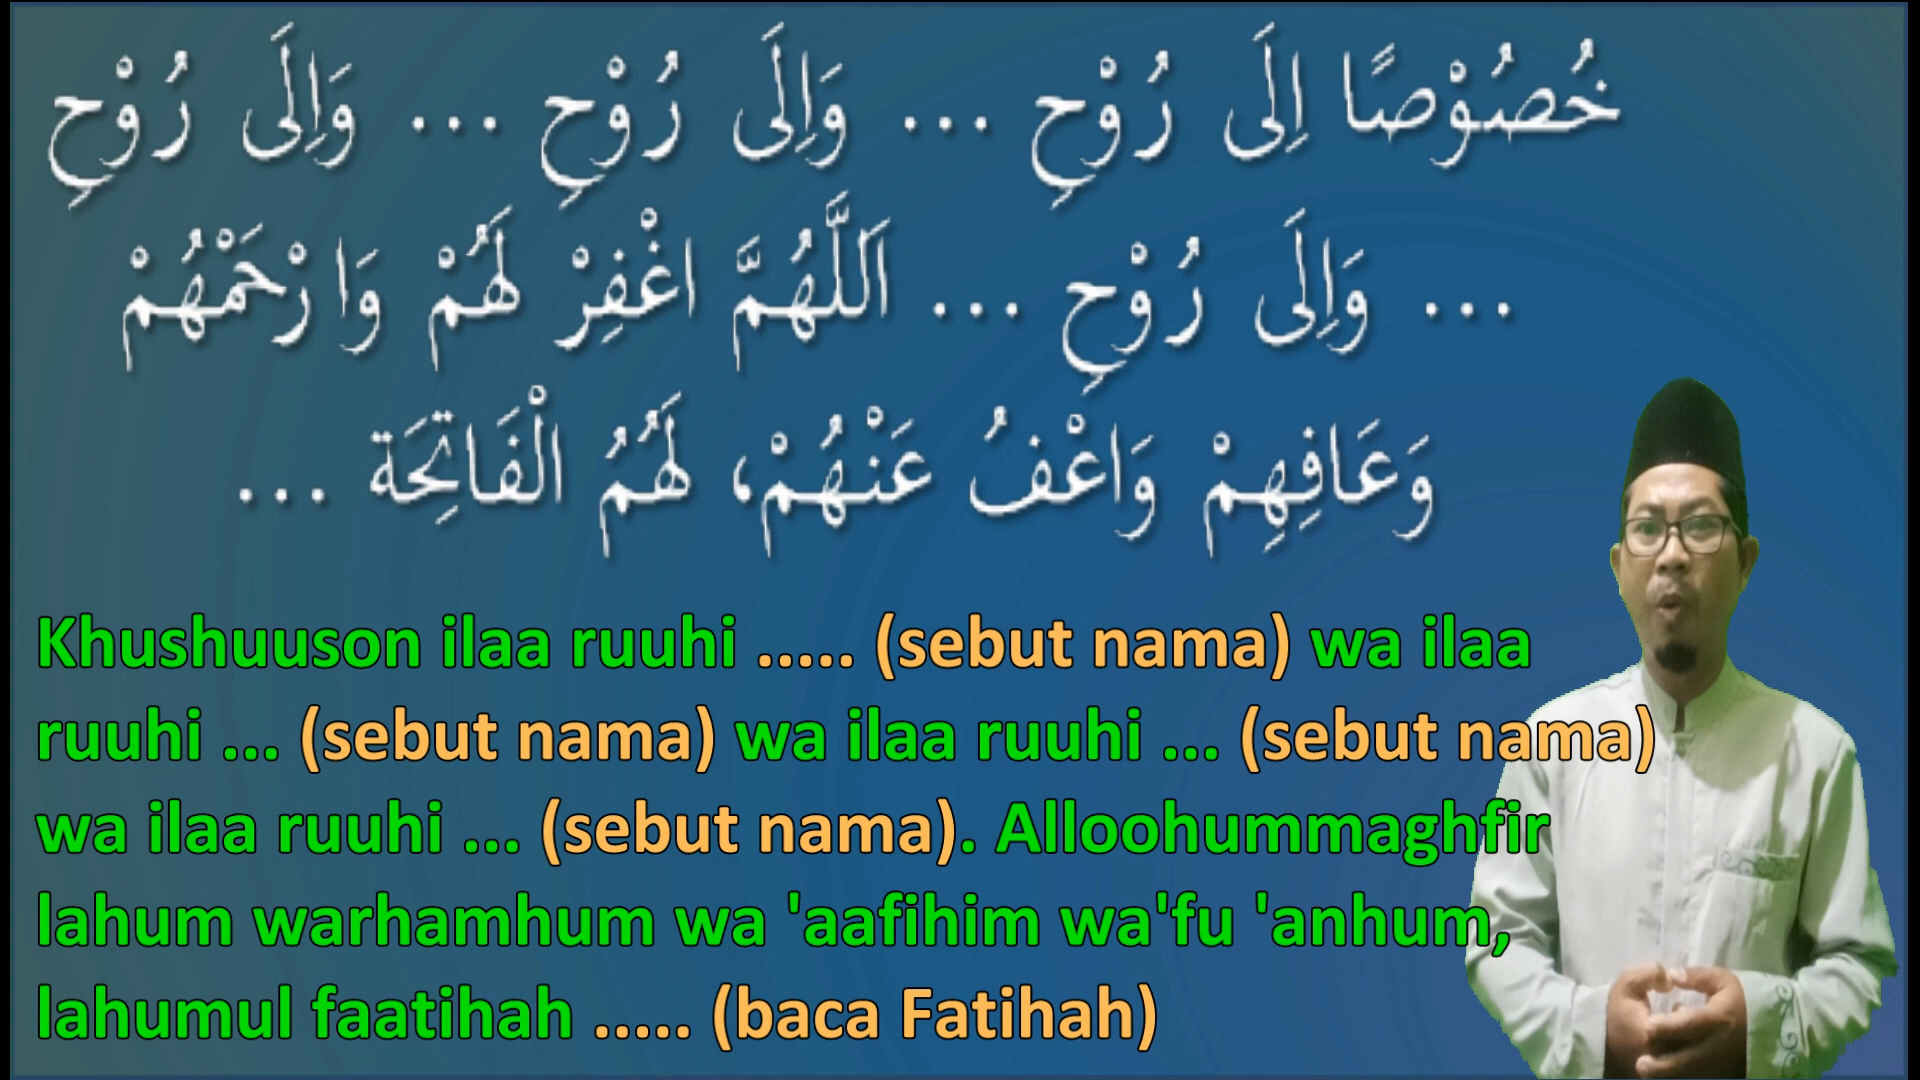 خُصُوْصًا اِلَى رُوْحِ ... وَاِلَى رُوْحِ ... وَاِلَى رُوْحِ
... وَاِلَى رُوْحِ ... اَللَّهُمَّ اغْفِرْ لَهُمْ وَارْحَمْهُمْ
وَعَافِهِمْ وَاعْفُ عَنْهُمْ، لَهُمُ الْفَاتِحَة ...
Khushuuson ilaa ruuhi ..... (sebut nama) wa ilaa
ruuhi ... (sebut nama) wa ilaa ruuhi ... (sebut nama)
wa ilaa ruuhi ... (sebut nama). Alloohummaghfir
lahum warhamhum wa 'aafihim wa'fu 'anhum,
lahumul faatihah ..... (baca Fatihah)